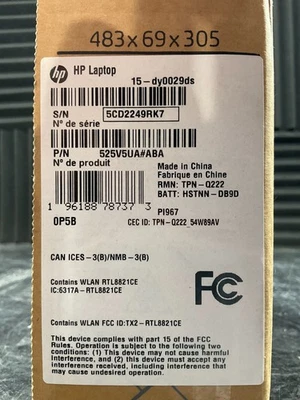 483x69x305
hp HP Laptop
15-dy0029ds
S/N 5CD2249RK7
N° de série
P/N 525V5UA#ABA
N° de produit
Made in China
Fabrique en Chine
RMN: TPN-Q222
BATT: HSTNN-DB9D
1 96188 78737 3
PI967
0P5B
CEC ID: TPN-Q222_54W89AV
CAN ICES-3(B)/NMB-3(B)
Contains WLAN RTL8821CE
IC:6317A-RTL8821CE
FC
Contains WLAN FCC ID:TX2-RTL8821CE
This device complies with part 15 of the FCC
Rules. Operation is subject to the following two
conditions: (1) This device may not cause harmful
interference, and (2) this device must accept
any interference received, including
interference that may cause undesired operation.